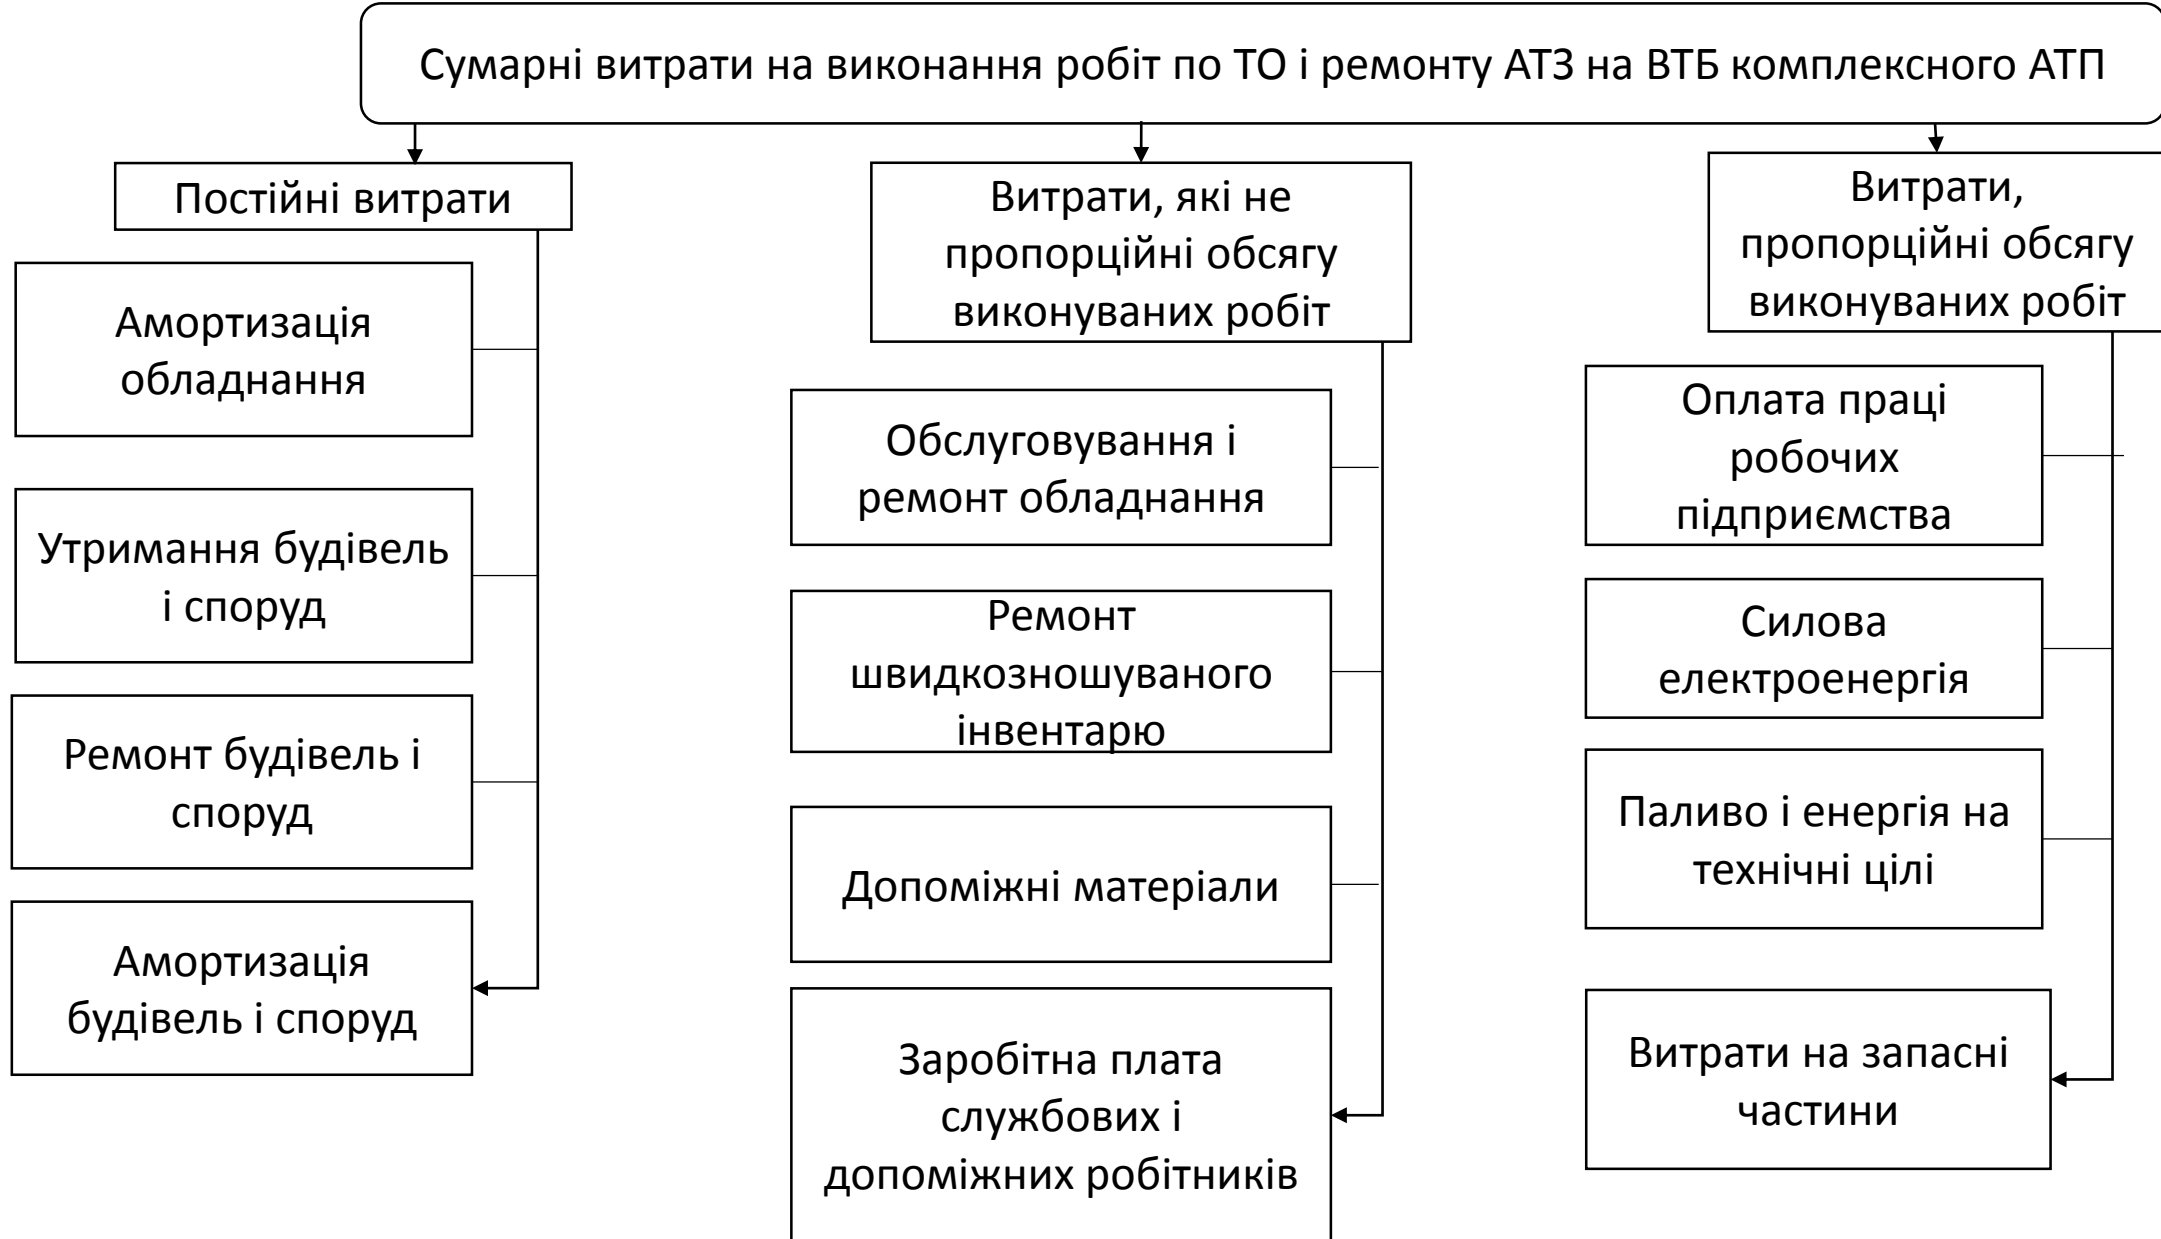 Сумарні витрати на виконання робіт по ТО і ремонту АТЗ на ВТБ комплексного АТП
Постійні витрати
Амортизація
обладнання
Утримання будівель
і споруд
Ремонт будівель і
споруд
Амортизація
будівель і споруд
Витрати, які не
пропорційні обсягу
виконуваних робіт
Обслуговування і
ремонт обладнання
Ремонт
швидкозношуваного
інвентарю
Допоміжні матеріали
Заробітна плата
службових і
допоміжних робітників
Витрати,
пропорційні обсягу
виконуваних робіт
Оплата праці
робочих
підприємства
Силова
електроенергія
Паливо і енергія на
технічні цілі
Витрати на запасні
частини